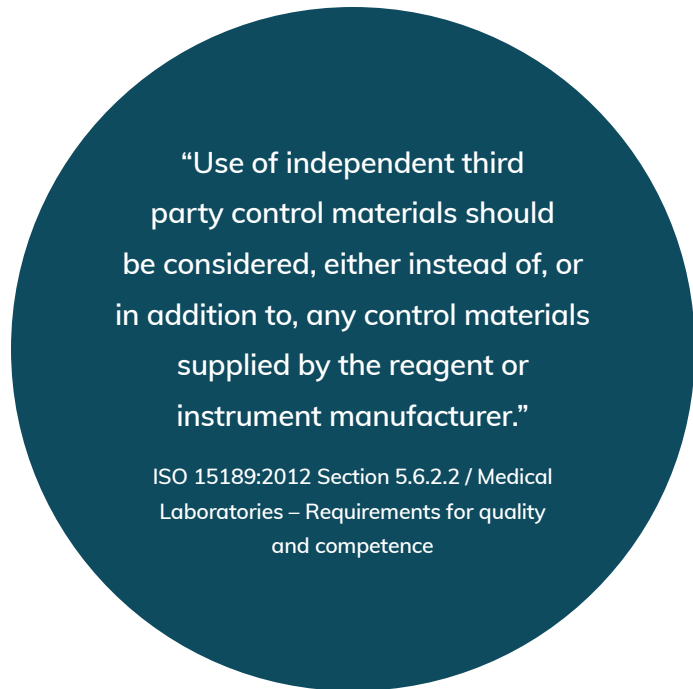 “Use of independent third
party control materials should
be considered, either instead of, or
in addition to, any control materials
supplied by the reagent or
instrument manufacturer.”
ISO 15189:2012 Section 5.6.2.2 / Medical
Laboratories – Requirements for quality
and competence